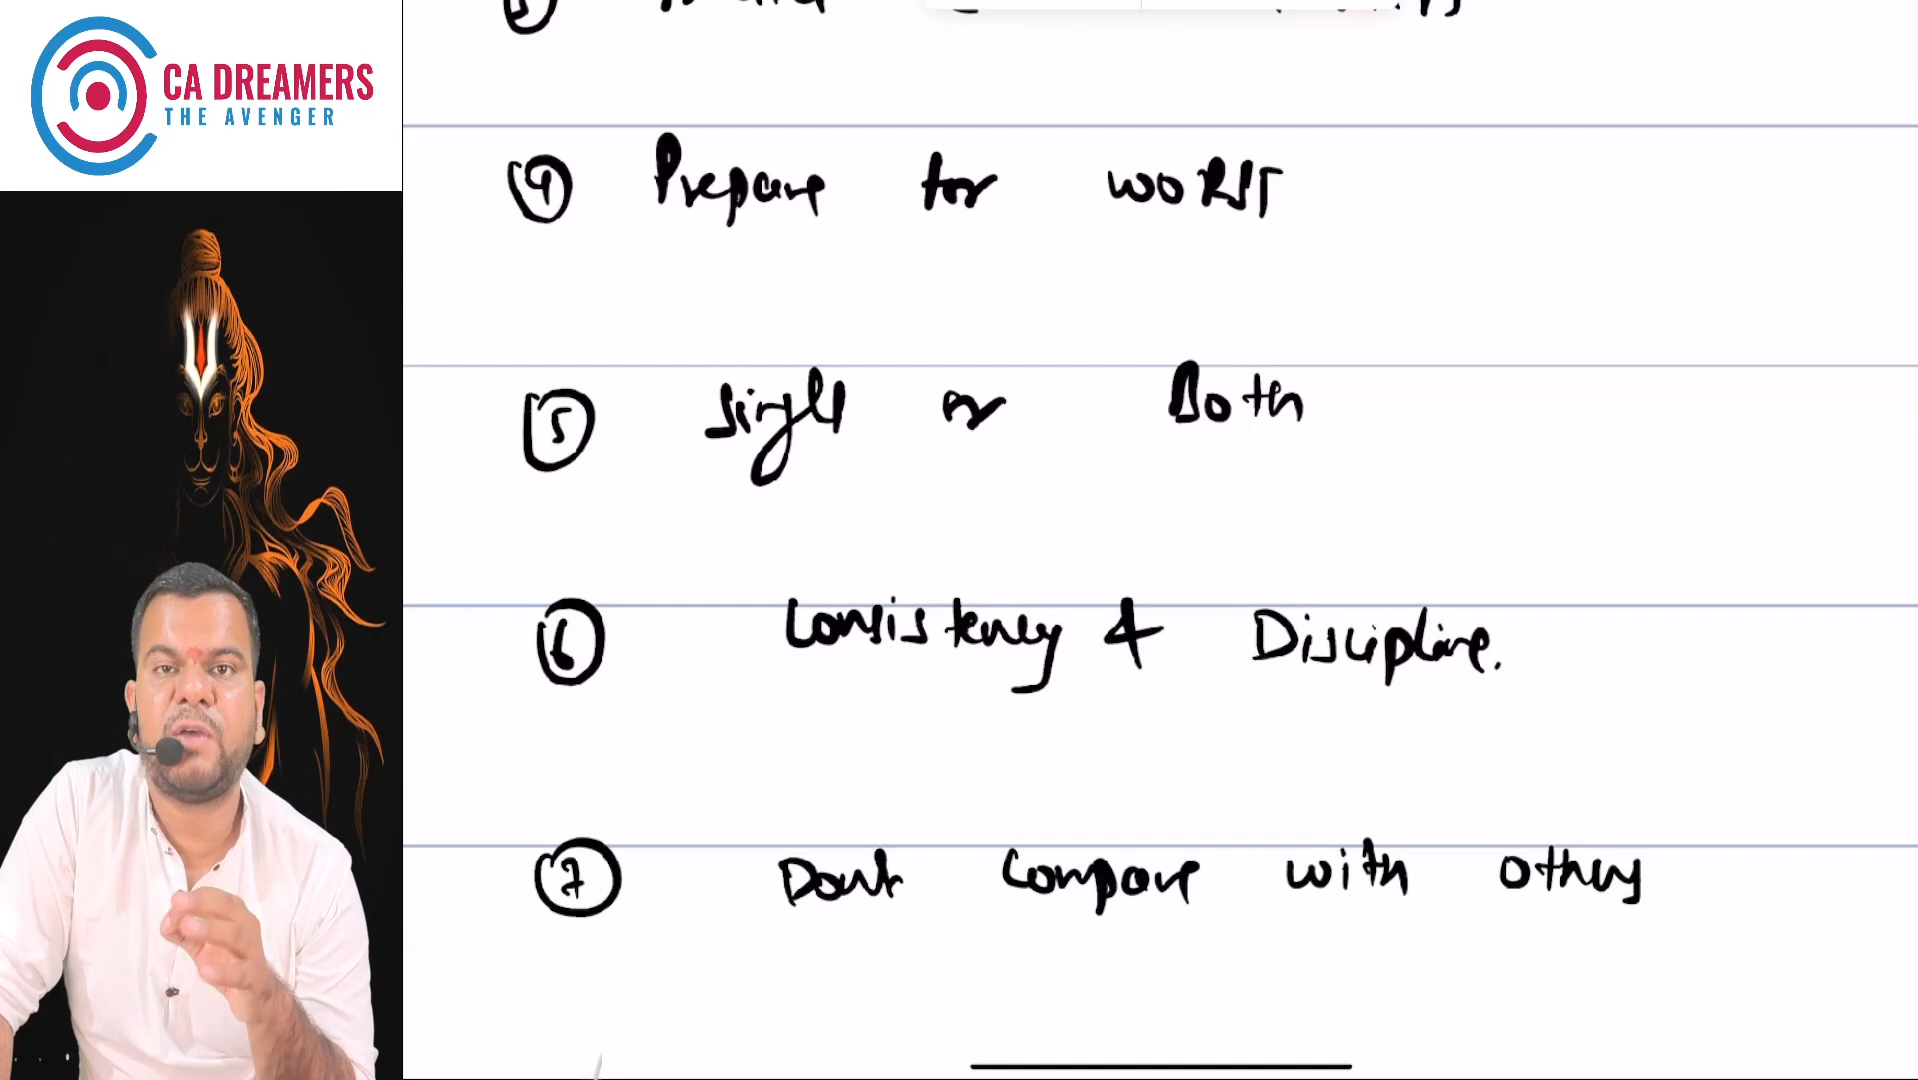 CA DREAMERS
THE AVENGER
④ Prepare for WORST
⑤ Single or Both
⑥ Consistency & Discipline.
⑦ Dont Compare with others